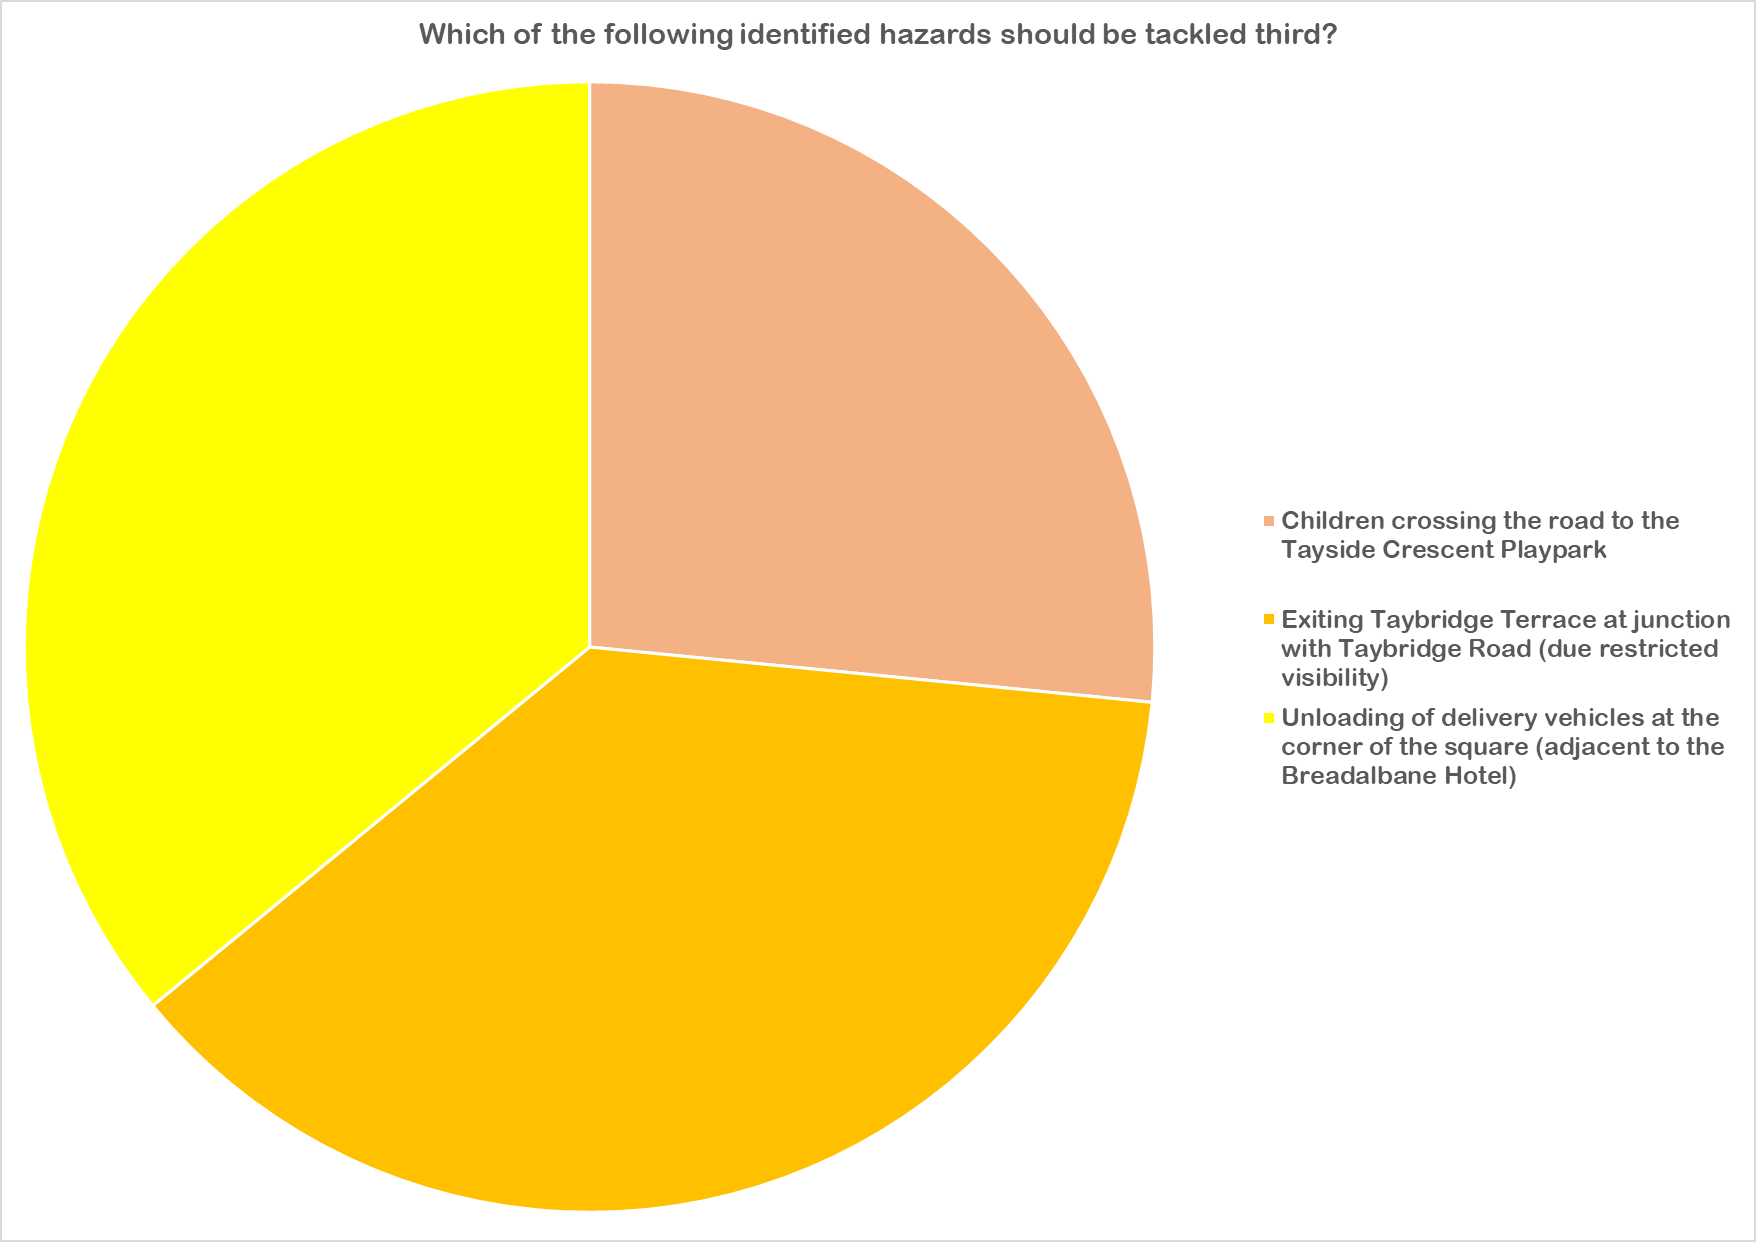 Which of the following identified hazards should be tackled third?
Children crossing the road to the
Tayside Crescent Playpark
Exiting Taybridge Terrace at junction
with Taybridge Road (due restricted
visibility)
Unloading of delivery vehicles at the
corner of the square (adjacent to the
Breadalbane Hotel)